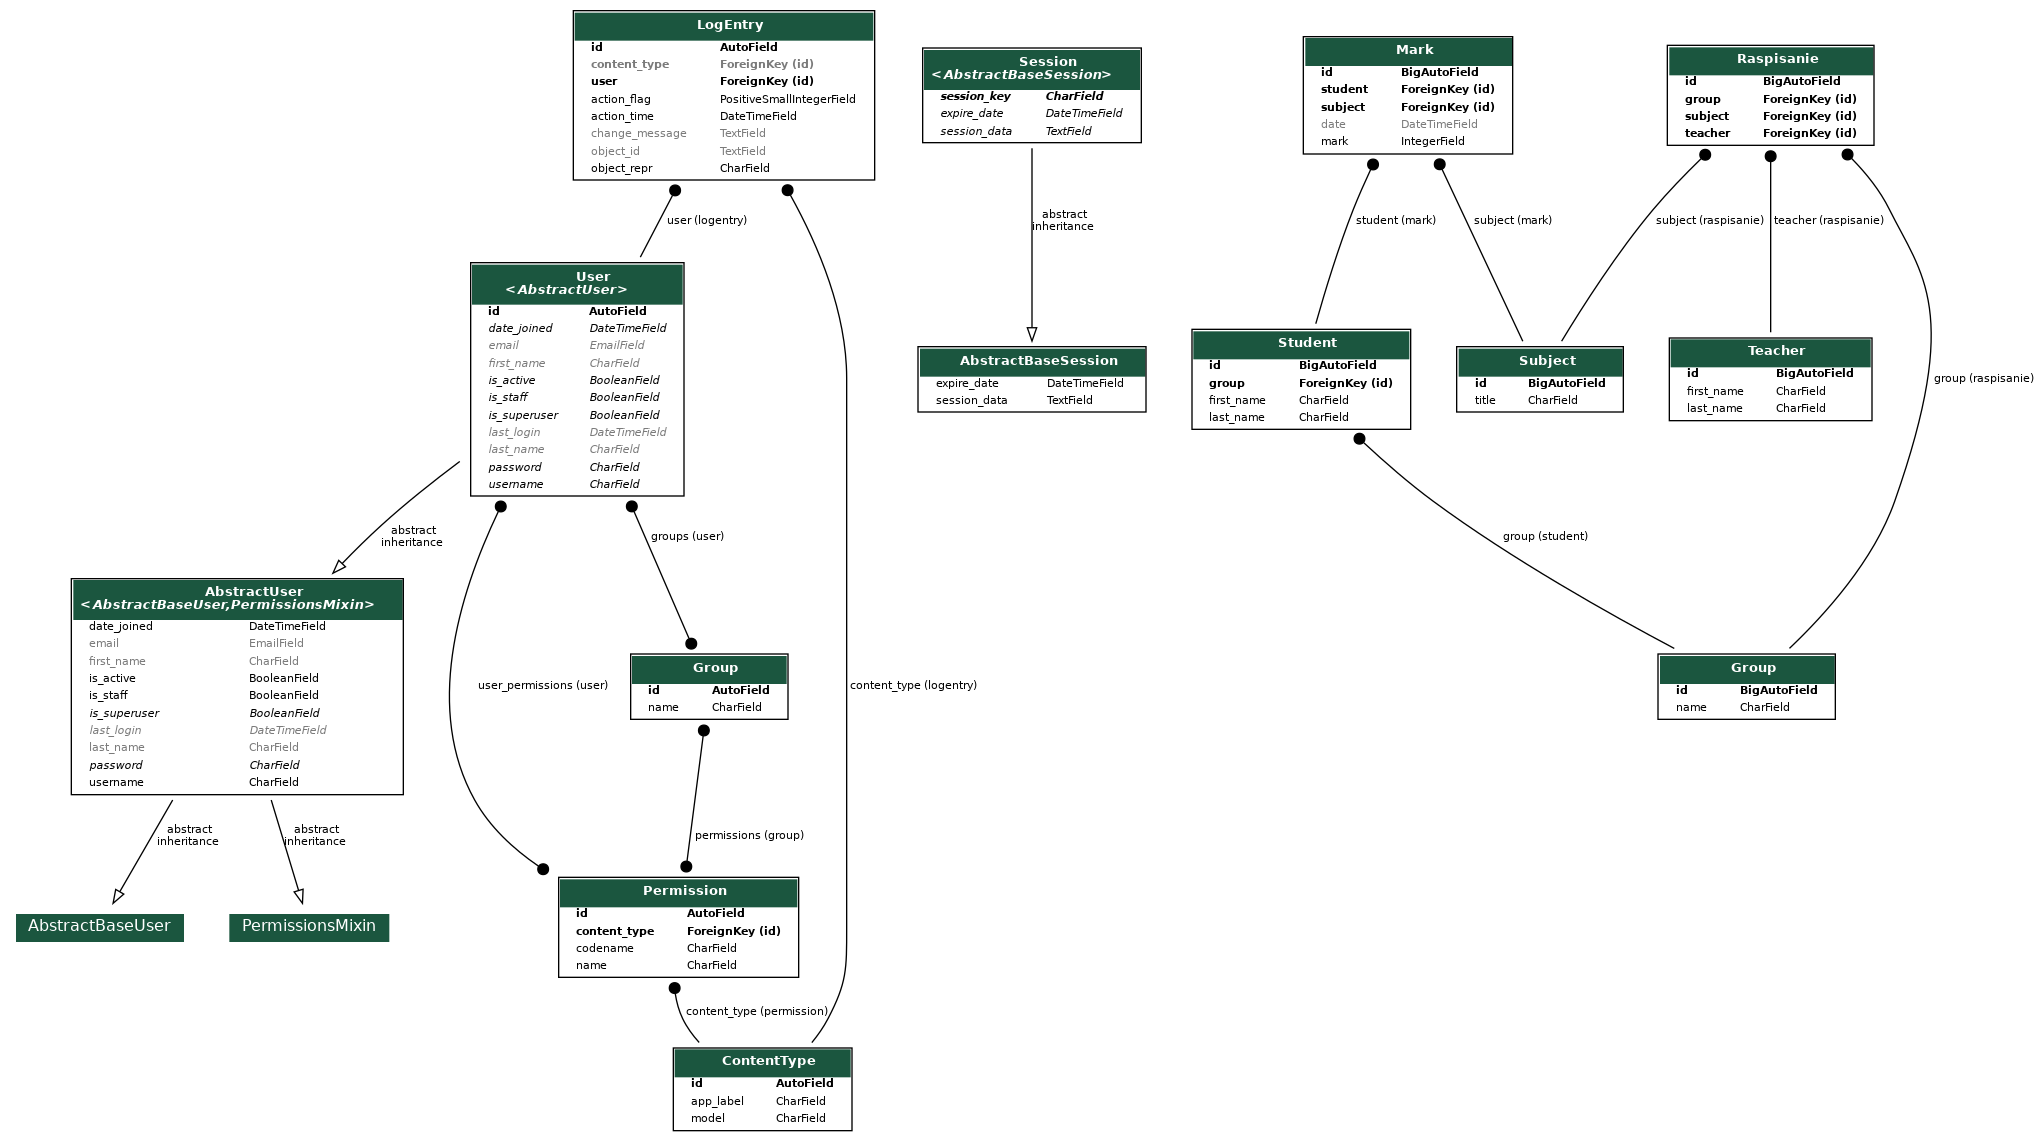 LogEntry
id AutoField
content_type ForeignKey (id)
user ForeignKey (id)
action_flag PositiveSmallIntegerField
action_time DateTimeField
change_message TextField
object_id TextField
object_repr CharField
Session
<AbstractBaseSession>
session_key CharField
expire_date DateTimeField
session_data TextField
Mark
id BigAutoField
student ForeignKey (id)
subject ForeignKey (id)
date DateTimeField
mark IntegerField
Raspisanie
id BigAutoField
group ForeignKey (id)
subject ForeignKey (id)
teacher ForeignKey (id)
user (logentry)
abstract
inheritance
student (mark)
subject (mark)
subject (raspisanie)
teacher (raspisanie)
User
<AbstractUser>
id AutoField
date_joined DateTimeField
email EmailField
first_name CharField
is_active BooleanField
is_staff BooleanField
is_superuser BooleanField
last_login DateTimeField
last_name CharField
password CharField
username CharField
AbstractBaseSession
expire_date DateTimeField
session_data TextField
Student
id BigAutoField
group ForeignKey (id)
first_name CharField
last_name CharField
Subject
id BigAutoField
title CharField
Teacher
id BigAutoField
first_name CharField
last_name CharField
group (raspisanie)
abstract
inheritance
groups (user)
group (student)
AbstractUser
<AbstractBaseUser,PermissionsMixin>
date_joined DateTimeField
email EmailField
first_name CharField
is_active BooleanField
is_staff BooleanField
is_superuser BooleanField
last_login DateTimeField
last_name CharField
password CharField
username CharField
user_permissions (user)
Group
id AutoField
name CharField
content_type (logentry)
Group
id BigAutoField
name CharField
abstract
inheritance
abstract
inheritance
permissions (group)
AbstractBaseUser
PermissionsMixin
Permission
id AutoField
content_type ForeignKey (id)
codename CharField
name CharField
content_type (permission)
ContentType
id AutoField
app_label CharField
model CharField